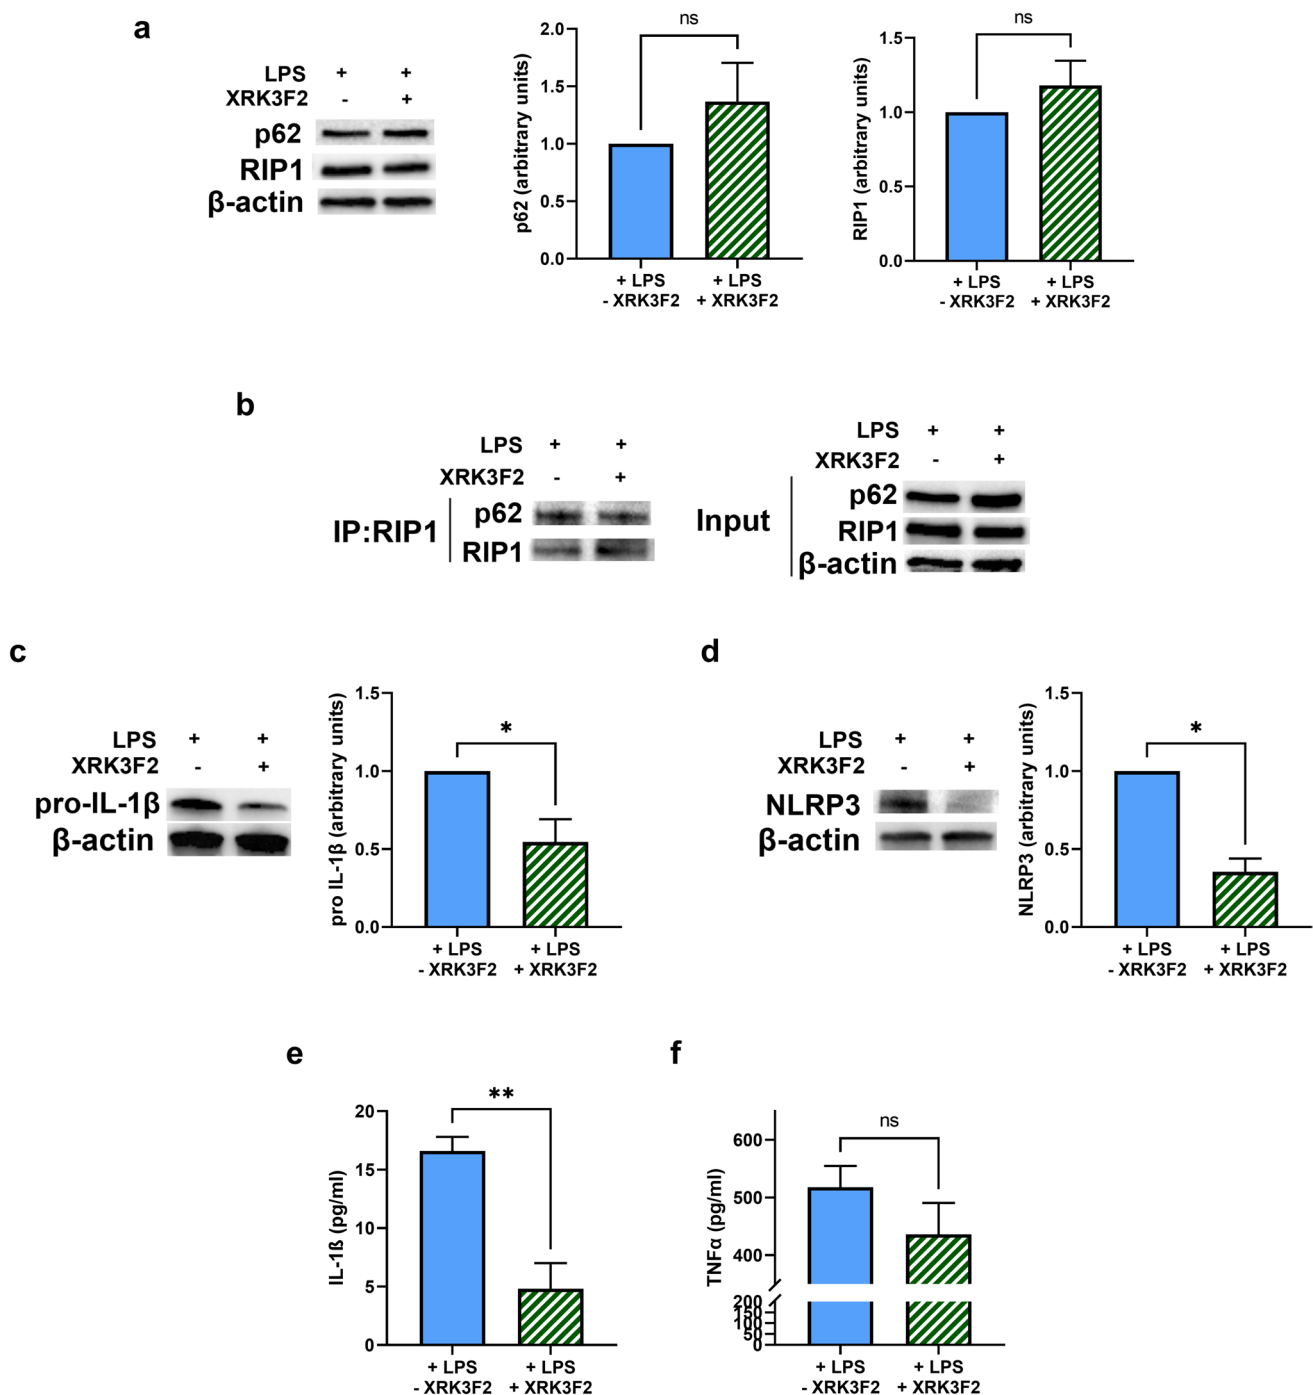 a
LPS + +
XRK3F2 - +
p62
RIP1
β-actin
ns
p62 (arbitrary units)
2.0
1.5
1.0
0.5
0.0
+ LPS + LPS
- XRK3F2 + XRK3F2
ns
RIP1 (arbitrary units)
1.5
1.0
0.5
0.0
+ LPS + LPS
- XRK3F2 + XRK3F2
b
LPS + +
XRK3F2 - +
IP:RIP1
p62
RIP1
LPS + +
XRK3F2 - +
Input
p62
RIP1
β-actin
c
LPS + +
XRK3F2 - +
pro-IL-1β
β-actin
*
pro IL-1β (arbitrary units)
1.5
1.0
0.5
0.0
+ LPS + LPS
- XRK3F2 + XRK3F2
d
LPS + +
XRK3F2 - +
NLRP3
β-actin
*
NLRP3 (arbitrary units)
1.5
1.0
0.5
0.0
+ LPS + LPS
- XRK3F2 + XRK3F2
e
**
IL-1ß (pg/ml)
20
15
10
5
0
+ LPS + LPS
- XRK3F2 + XRK3F2
f
ns
TNFα (pg/ml)
600
500
400
200
150
100
50
0
+ LPS + LPS
- XRK3F2 + XRK3F2